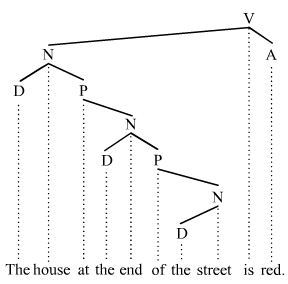 V
N A
D P
N
D P
N
D
The house at the end of the street is red.